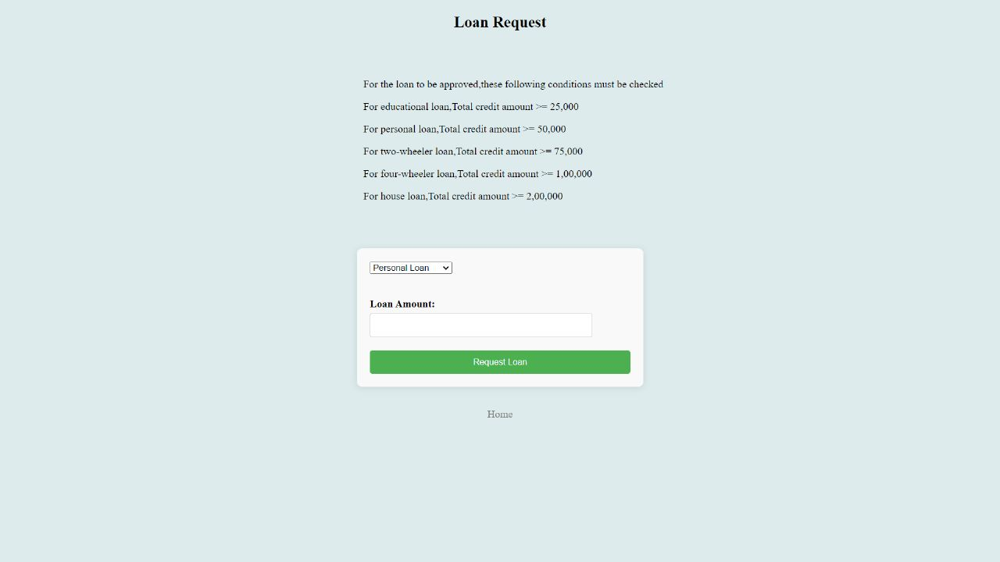 Loan Request
For the loan to be approved,these following conditions must be checked
For educational loan,Total credit amount >= 25,000
For personal loan,Total credit amount >= 50,000
For two-wheeler loan,Total credit amount >= 75,000
For four-wheeler loan,Total credit amount >= 1,00,000
For house loan,Total credit amount >= 2,00,000
Personal Loan
Loan Amount:
Request Loan
Home